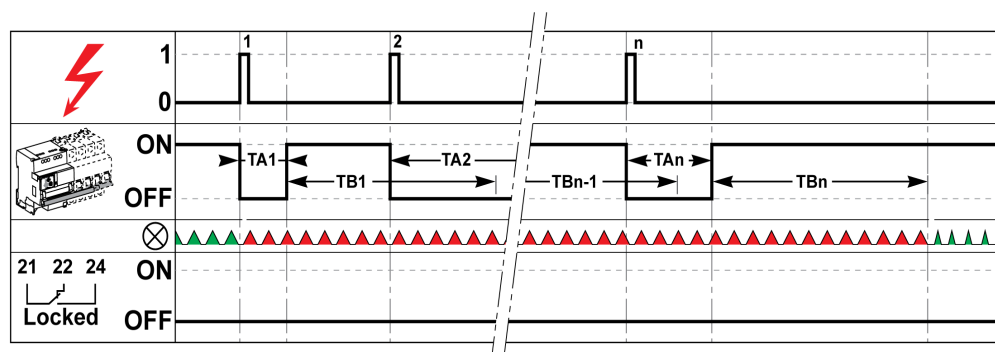 1 2 n
1
0
ON
TA1 TA2 TAn
TB1 TBn-1 TBn
OFF
21 22 24 ON
Locked OFF